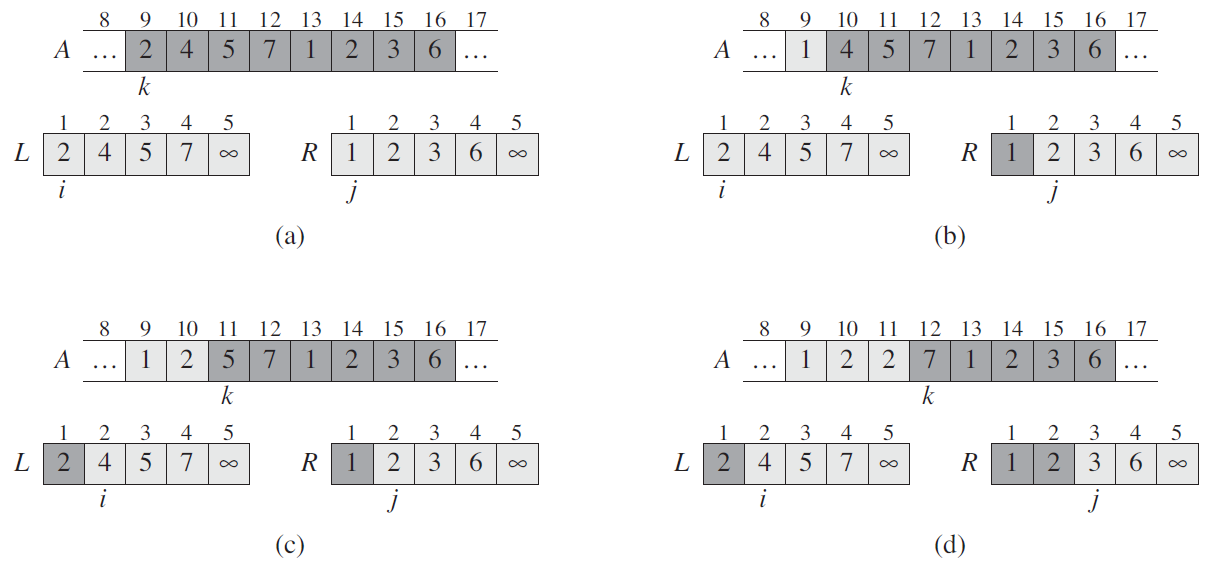 8 9 10 11 12 13 14 15 16 17
A … 2 4 5 7 1 2 3 6 …
k
1 2 3 4 5
L 2 4 5 7 ∞
i
1 2 3 4 5
R 1 2 3 6 ∞
j
(a)
8 9 10 11 12 13 14 15 16 17
A … 1 4 5 7 1 2 3 6 …
k
1 2 3 4 5
L 2 4 5 7 ∞
i
1 2 3 4 5
R 1 2 3 6 ∞
j
(b)
8 9 10 11 12 13 14 15 16 17
A … 1 2 5 7 1 2 3 6 …
k
1 2 3 4 5
L 2 4 5 7 ∞
i
1 2 3 4 5
R 1 2 3 6 ∞
j
(c)
8 9 10 11 12 13 14 15 16 17
A … 1 2 2 7 1 2 3 6 …
k
1 2 3 4 5
L 2 4 5 7 ∞
i
1 2 3 4 5
R 1 2 3 6 ∞
j
(d)